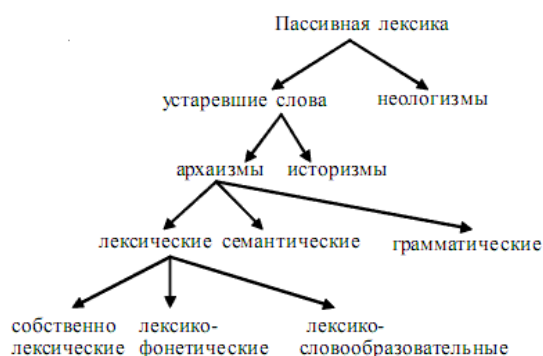 Пассивная лексика
устаревшие слова неологизмы
архаизмы историзмы
лексические семантические грамматические
собственно лексические
лексико-фонетические
лексико-словообразовательные